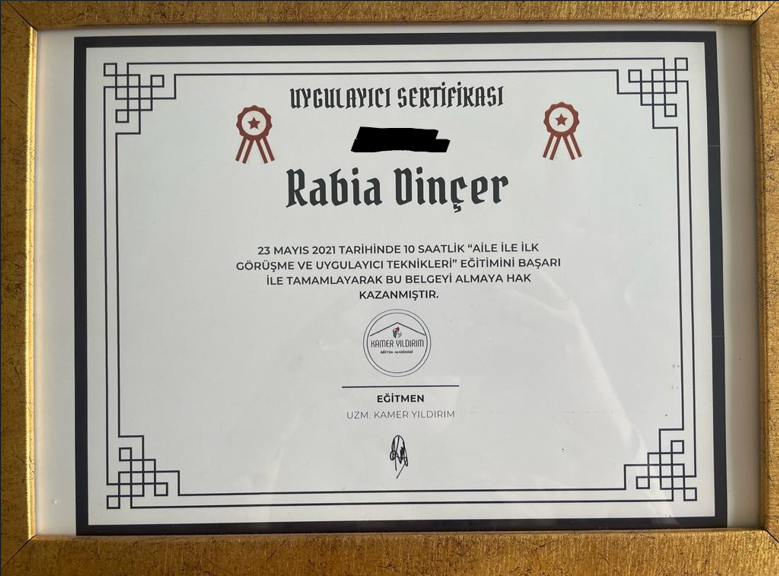 UYGULAYICI SERTİFİKASI
Rabia Dinçer
23 MAYIS 2021 TARİHİNDE 10 SAATLİK “AİLE İLE İLK
GÖRÜŞME VE UYGULAYICI TEKNİKLERİ” EĞİTİMİNİ BAŞARI
İLE TAMAMLAYARAK BU BELGEYİ ALMAYA HAK
KAZANMIŞTIR.
KAMER YILDIRIM
EĞİTMEN
UZM. KAMER YILDIRIM